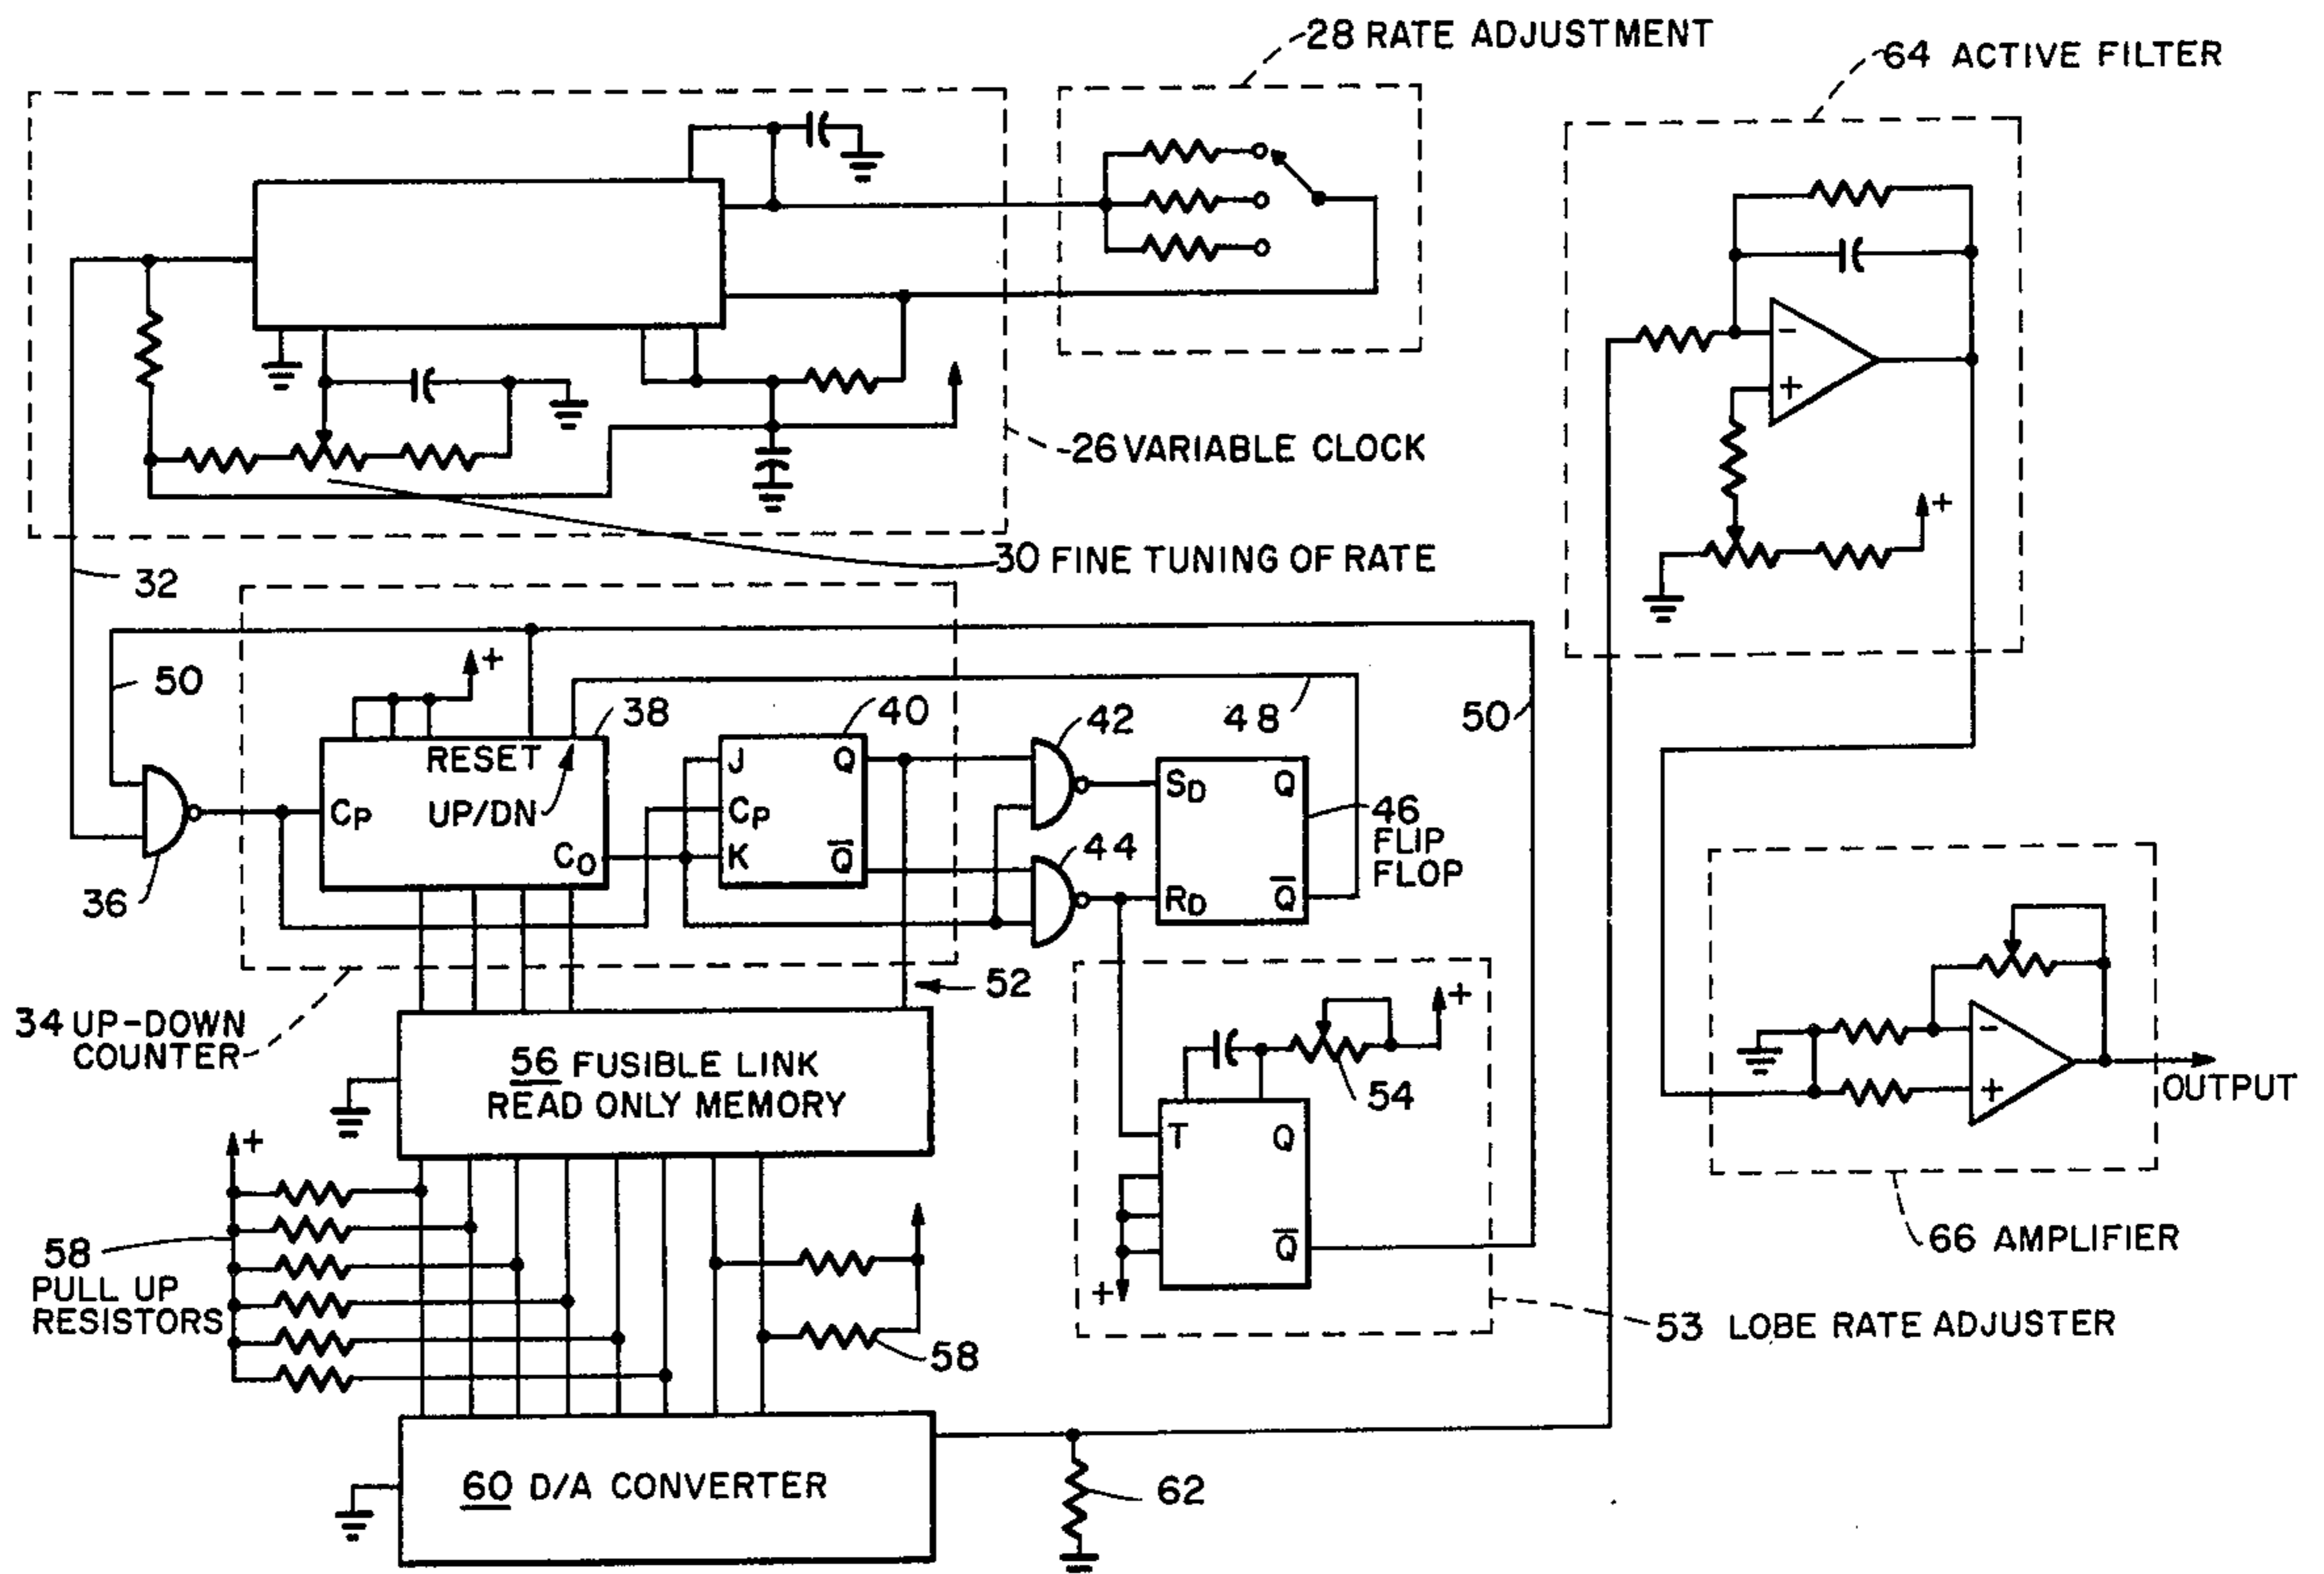 28 RATE ADJUSTMENT
64 ACTIVE FILTER
26 VARIABLE CLOCK
30 FINE TUNING OF RATE
32
−
+
+
50
+
38
40
42
48
50
RESET
UP/DN
CP
CO
J
CP
K
Q
Q̅
SD
RD
Q
Q̅
46
FLIP
FLOP
44
36
34 UP-DOWN
COUNTER
52
56 FUSIBLE LINK
READ ONLY MEMORY
+
54
T
Q
Q̅
+
−
+
OUTPUT
66 AMPLIFIER
+
58
PULL UP
RESISTORS
58
53 LOBE RATE ADJUSTER
60 D/A CONVERTER
62